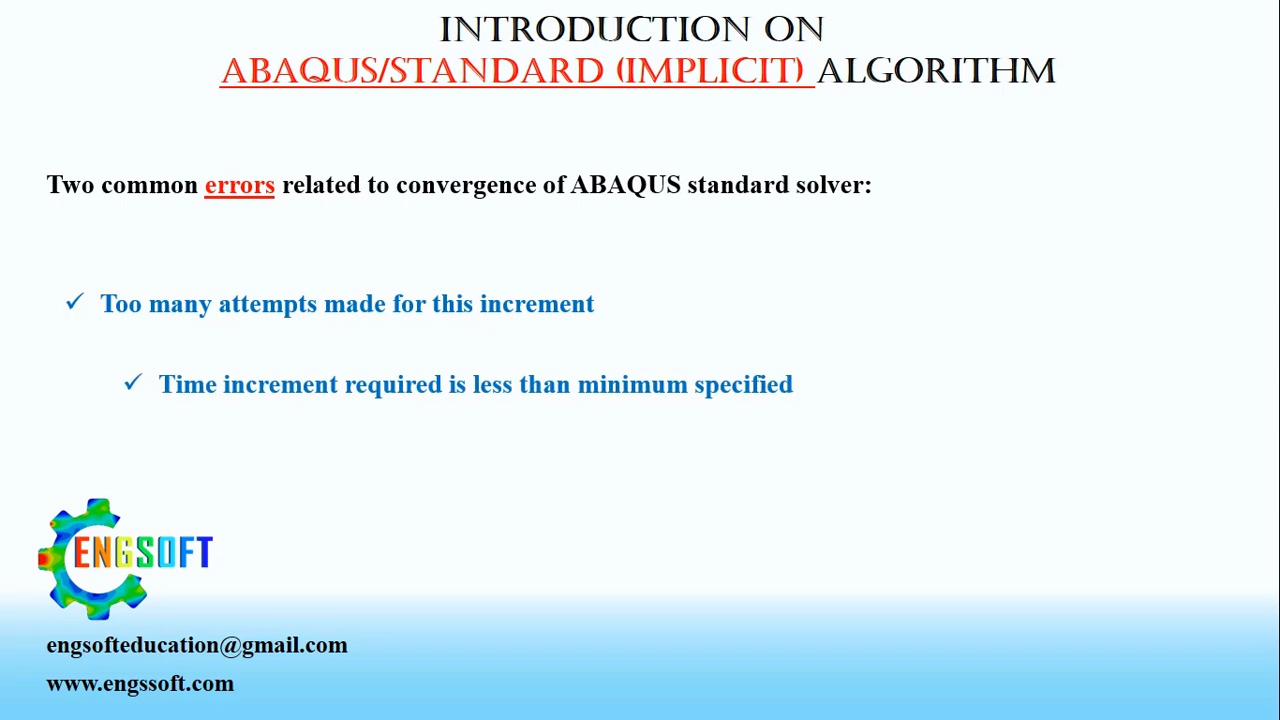 INTRODUCTION ON
ABAQUS/STANDARD (IMPLICIT) ALGORITHM
Two common errors related to convergence of ABAQUS standard solver:
✓ Too many attempts made for this increment
✓ Time increment required is less than minimum specified
ENGSOFT
engsofteducation@gmail.com
www.engssoft.com